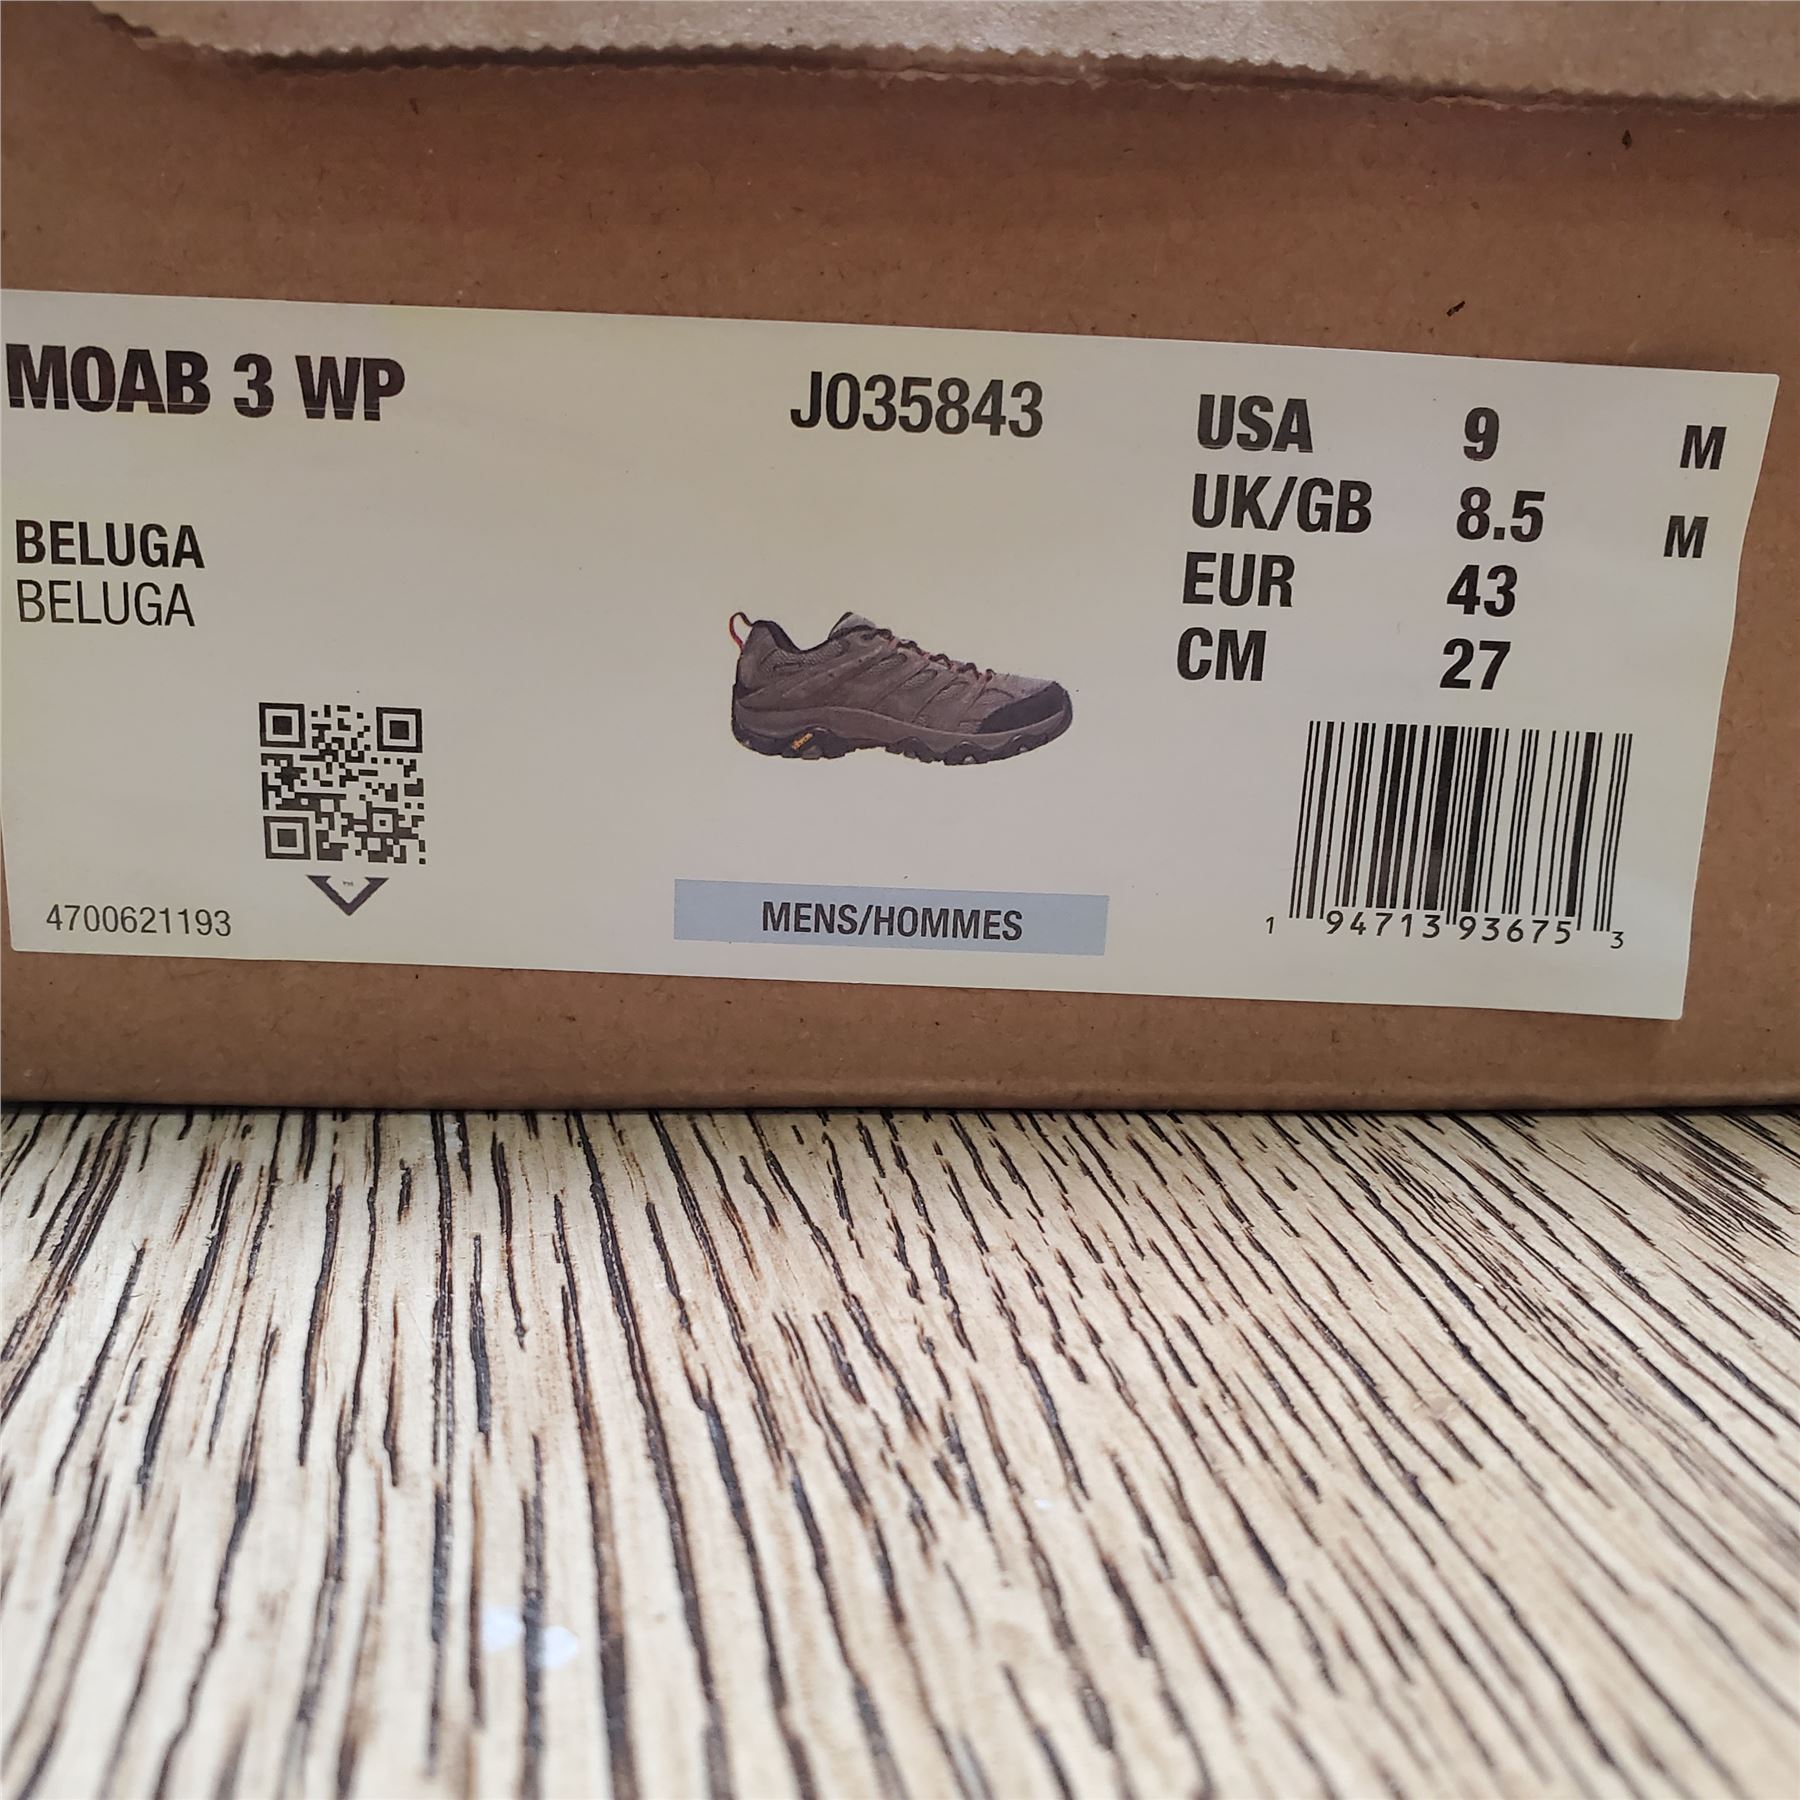 MOAB 3 WP
J035843
USA 9 M
UK/GB 8.5 M
EUR 43
CM 27
BELUGA
BELUGA
4700621193
MENS/HOMMES
1 94713 93675 3